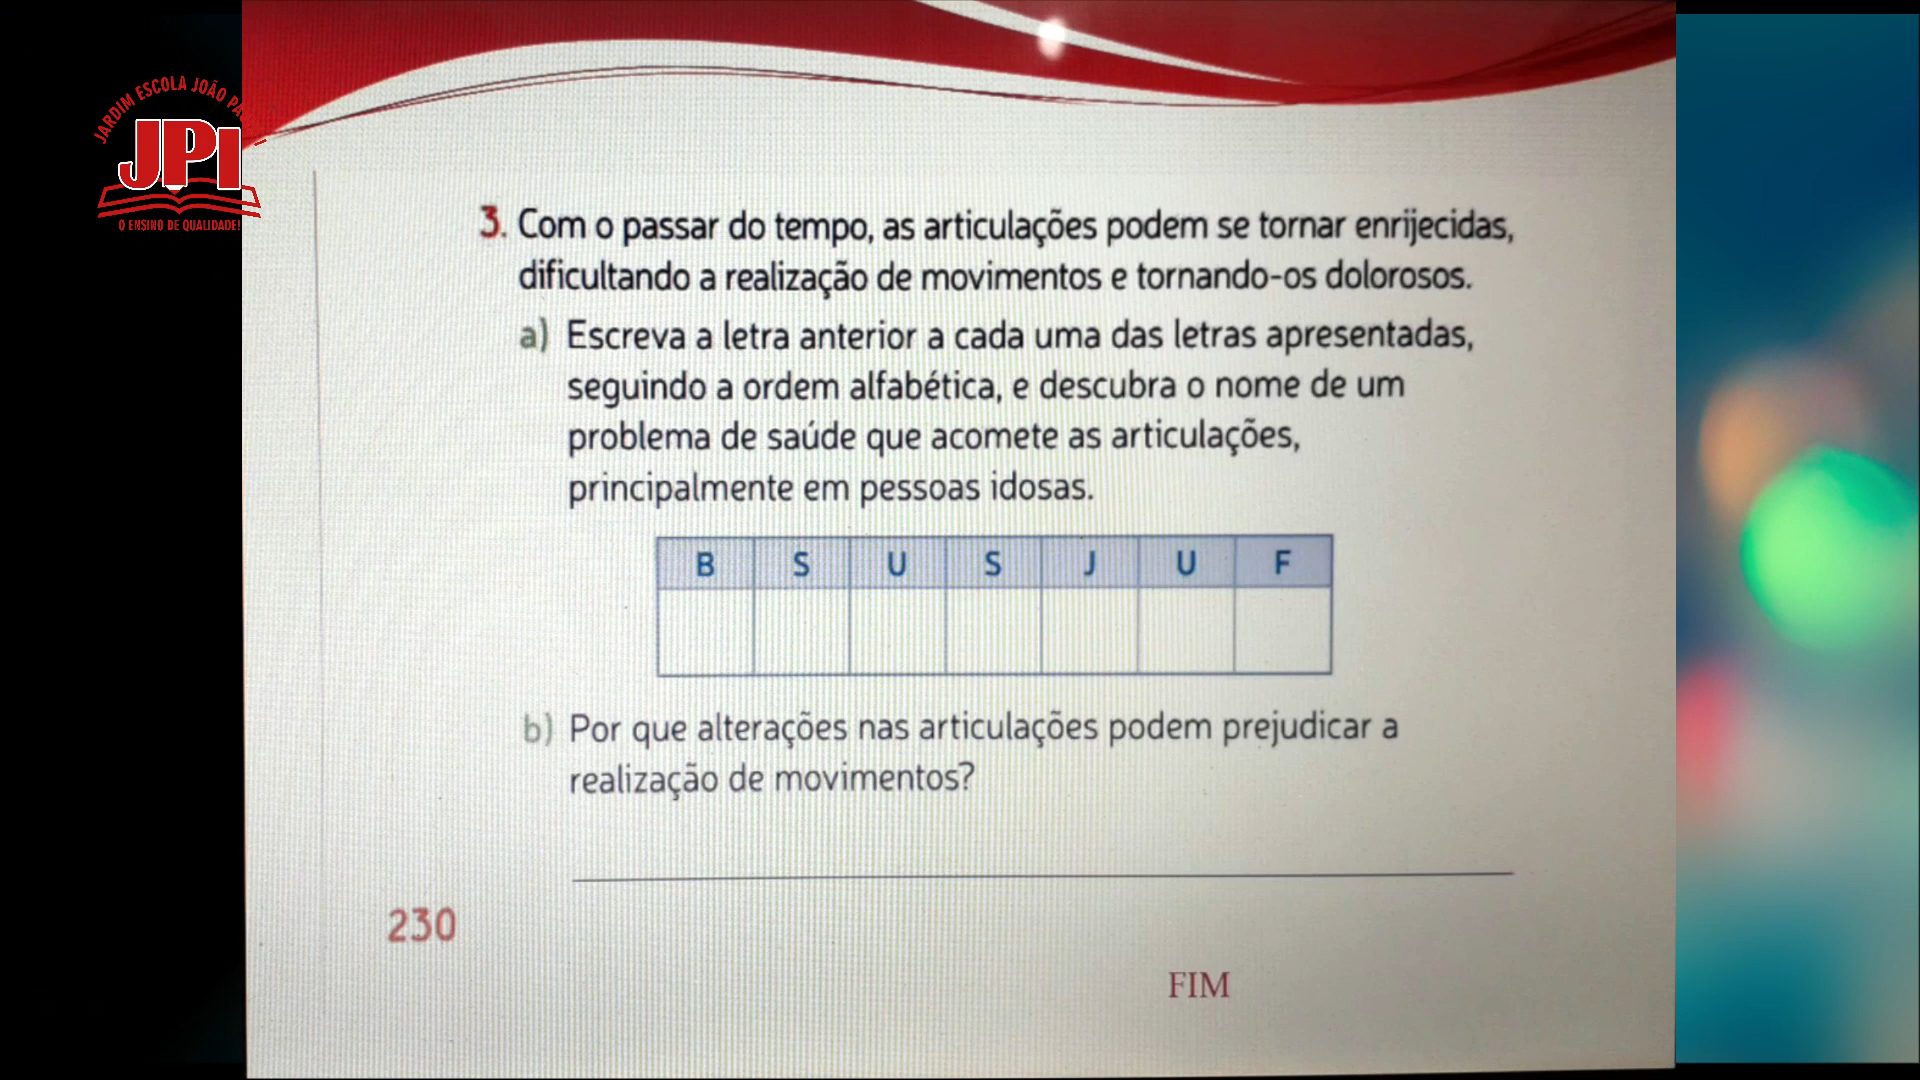 JARDIM ESCOLA JOÃO
JPI
O ENSINO DE QUALIDADE!
3. Com o passar do tempo, as articulações podem se tornar enrijecidas,
dificultando a realização de movimentos e tornando-os dolorosos.
a) Escreva a letra anterior a cada uma das letras apresentadas,
seguindo a ordem alfabética, e descubra o nome de um
problema de saúde que acomete as articulações,
principalmente em pessoas idosas.
B S U S J U F
b) Por que alterações nas articulações podem prejudicar a
realização de movimentos?
230
FIM